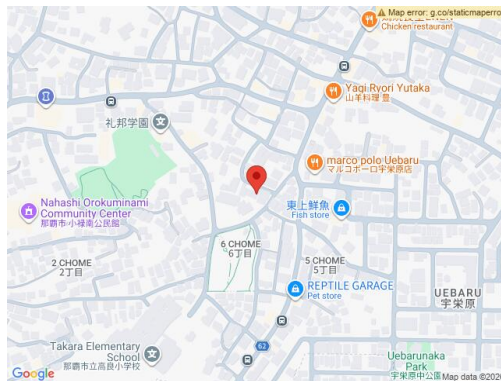 Map error: g.co/staticmaperro
Chicken restaurant
Yagi Ryori Yutaka
山羊料理 豊
礼邦学園
marco polo Uebaru
マルコポーロ宇栄原店
Nahashi Orokuminami
Community Center
那覇市 小禄南公民館
東上鮮魚
Fish store
6 CHOME
6丁目
2 CHOME
2丁目
5 CHOME
5丁目
REPTILE GARAGE
Pet store
UEBARU
宇栄原
62
Takara Elementary
School
那覇市立高良小学校
Uebarunaka
Park
宇栄原中公園
Google
Map data ©202